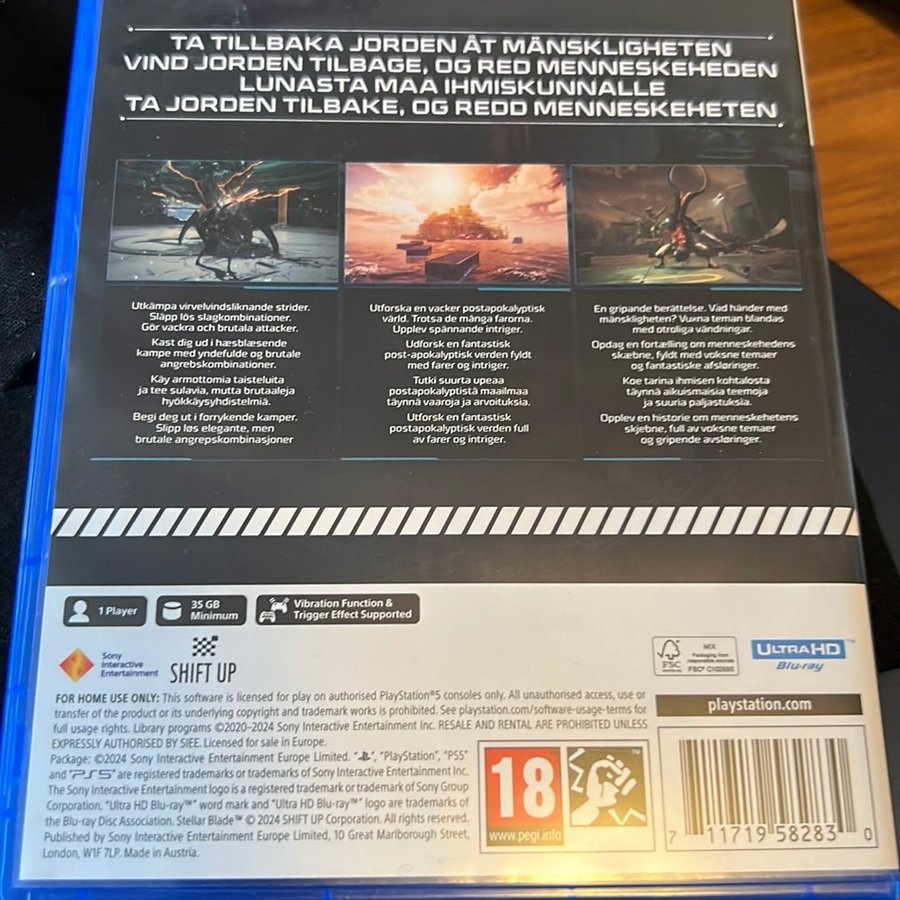 TA TILLBAKA JORDEN ÅT MÄNSKLIGHETEN
VIND JORDEN TILBAGE, OG RED MENNESKEHEDEN
LUNASTA MAA IHMISKUNNALLE
TA JORDEN TILBAKE, OG REDD MENNESKEHETEN
Utkämpa virvelvindsliknande strider.
Släpp lös slagkombinationer.
Gör vackra och brutala attacker.
Kast dig ud i hæsblæsende
kampe med yndefulde og brutale
angrebskombinationer.
Käy armottomia taisteluita
ja tee sulavia, mutta brutaaleja
hyökkäysyhdistelmiä.
Begi deg ut i forrykende kamper.
Slipp løs elegante, men
brutale angrepskombinasjoner
Utforska en vacker postapokalyptisk
värld. Trotsa de många farorna.
Upplev spännande intriger.
Udforsk en fantastisk
post-apokalyptisk verden fyldt
med farer og intriger.
Tutki suurta upeaa
postapokalyptistä maailmaa
täynnä vaaroja ja arvoituksia.
Utforsk en fantastisk
postapokalyptisk verden full
av farer og intriger.
En gripande berättelse. Vad händer med
mänskligheten? Vuxna teman blandas
med otroliga vändningar.
Opdag en fortælling om menneskehedens
skæbne, fyldt med voksne temaer
og fantastiske afsløringer.
Koe tarina ihmisen kohtalosta
täynnä aikuismaisia teemoja
ja suuria paljastuksia.
Opplev en historie om menneskehetens
skjebne, full av voksne temaer
og gripende avsløringer.
1 Player
35 GB
Minimum
Vibration Function &
Trigger Effect Supported
Sony
Interactive
Entertainment
SHIFT UP
FSC
www.fsc.org
MIX
Packaging from
responsible sources
FSC® C102695
ULTRA HD™
Blu-ray
FOR HOME USE ONLY: This software is licensed for play on authorised PlayStation®5 consoles only. All unauthorised access, use or
transfer of the product or its underlying copyright and trademark works is prohibited. See playstation.com/software-usage-terms for
full usage rights. Library programs ©2020–2024 Sony Interactive Entertainment Inc. RESALE AND RENTAL ARE PROHIBITED UNLESS
EXPRESSLY AUTHORISED BY SIEE. Licensed for sale in Europe.
Package: ©2024 Sony Interactive Entertainment Europe Limited. "", "PlayStation", "PS5"
and "PS5" are registered trademarks or trademarks of Sony Interactive Entertainment Inc.
The Sony Interactive Entertainment logo is a registered trademark or trademark of Sony Group
Corporation. "Ultra HD Blu-ray™" word mark and "Ultra HD Blu-ray™" logo are trademarks of
the Blu-ray Disc Association. Stellar Blade™ © 2024 SHIFT UP Corporation. All rights reserved.
Published by Sony Interactive Entertainment Europe Limited, 10 Great Marlborough Street,
London, W1F 7LP. Made in Austria.
playstation.com
18
www.pegi.info
7 11719 58283 0